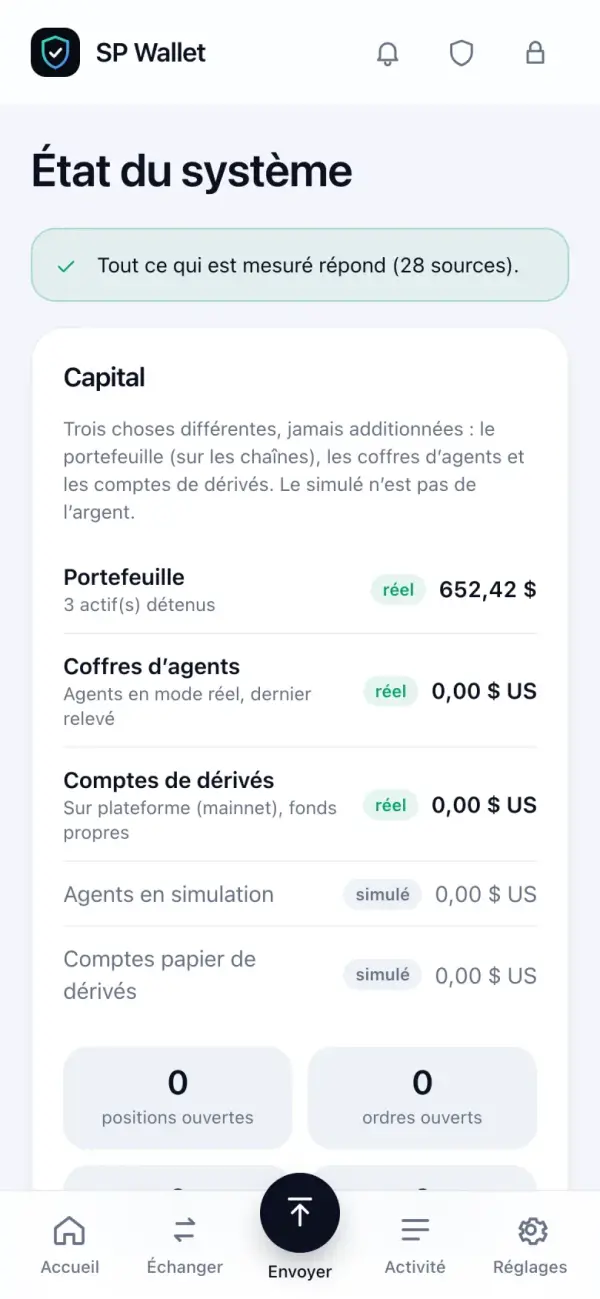 SP Wallet
État du système
Tout ce qui est mesuré répond (28 sources).
Capital
Trois choses différentes, jamais additionnées : le
portefeuille (sur les chaînes), les coffres d’agents et
les comptes de dérivés. Le simulé n’est pas de
l’argent.
Portefeuille
3 actif(s) détenus
réel
652,42 $
Coffres d’agents
Agents en mode réel, dernier
relevé
réel
0,00 $ US
Comptes de dérivés
Sur plateforme (mainnet), fonds
propres
réel
0,00 $ US
Agents en simulation
simulé
0,00 $ US
Comptes papier de
dérivés
simulé
0,00 $ US
0
positions ouvertes
0
ordres ouverts
Accueil
Échanger
Envoyer
Activité
Réglages